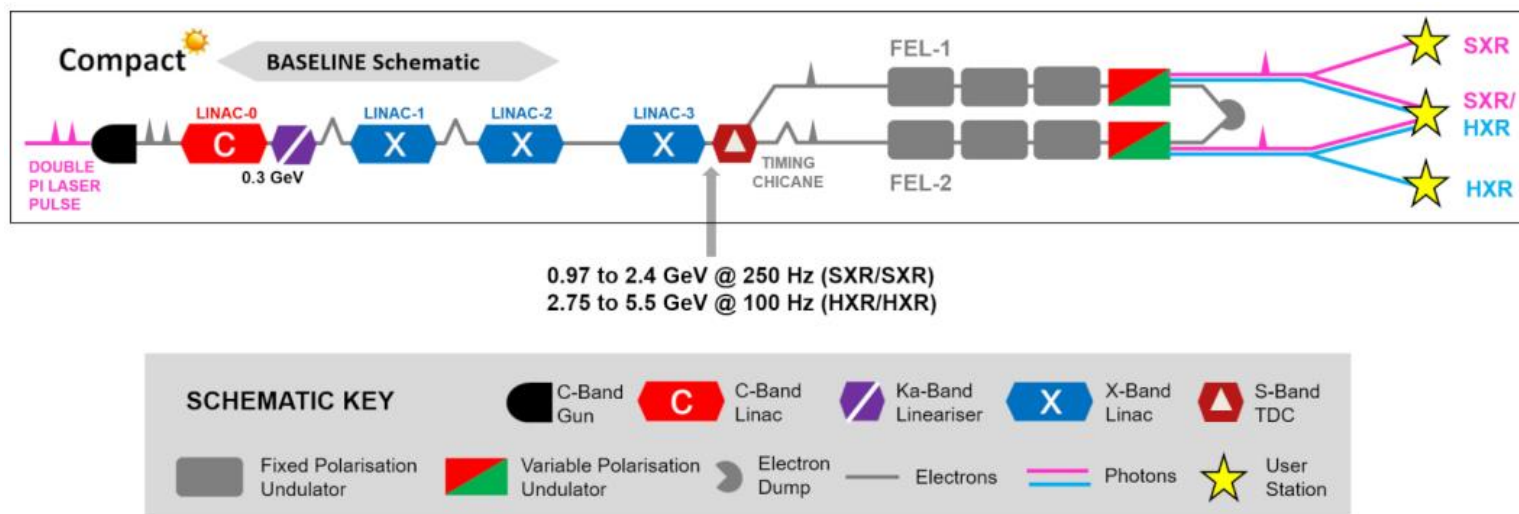 Compact
BASELINE Schematic
FEL-1
SXR
LINAC-0
LINAC-1
LINAC-2
LINAC-3
SXR/
HXR
C
X
X
X
DOUBLE
PI LASER
PULSE
0.3 GeV
TIMING
CHICANE
FEL-2
HXR
0.97 to 2.4 GeV @ 250 Hz (SXR/SXR)
2.75 to 5.5 GeV @ 100 Hz (HXR/HXR)
SCHEMATIC KEY
C-Band
Gun
C
C-Band
Linac
Ka-Band
Lineariser
X
X-Band
Linac
S-Band
TDC
Fixed Polarisation
Undulator
Variable Polarisation
Undulator
Electron
Dump
Electrons
Photons
User
Station